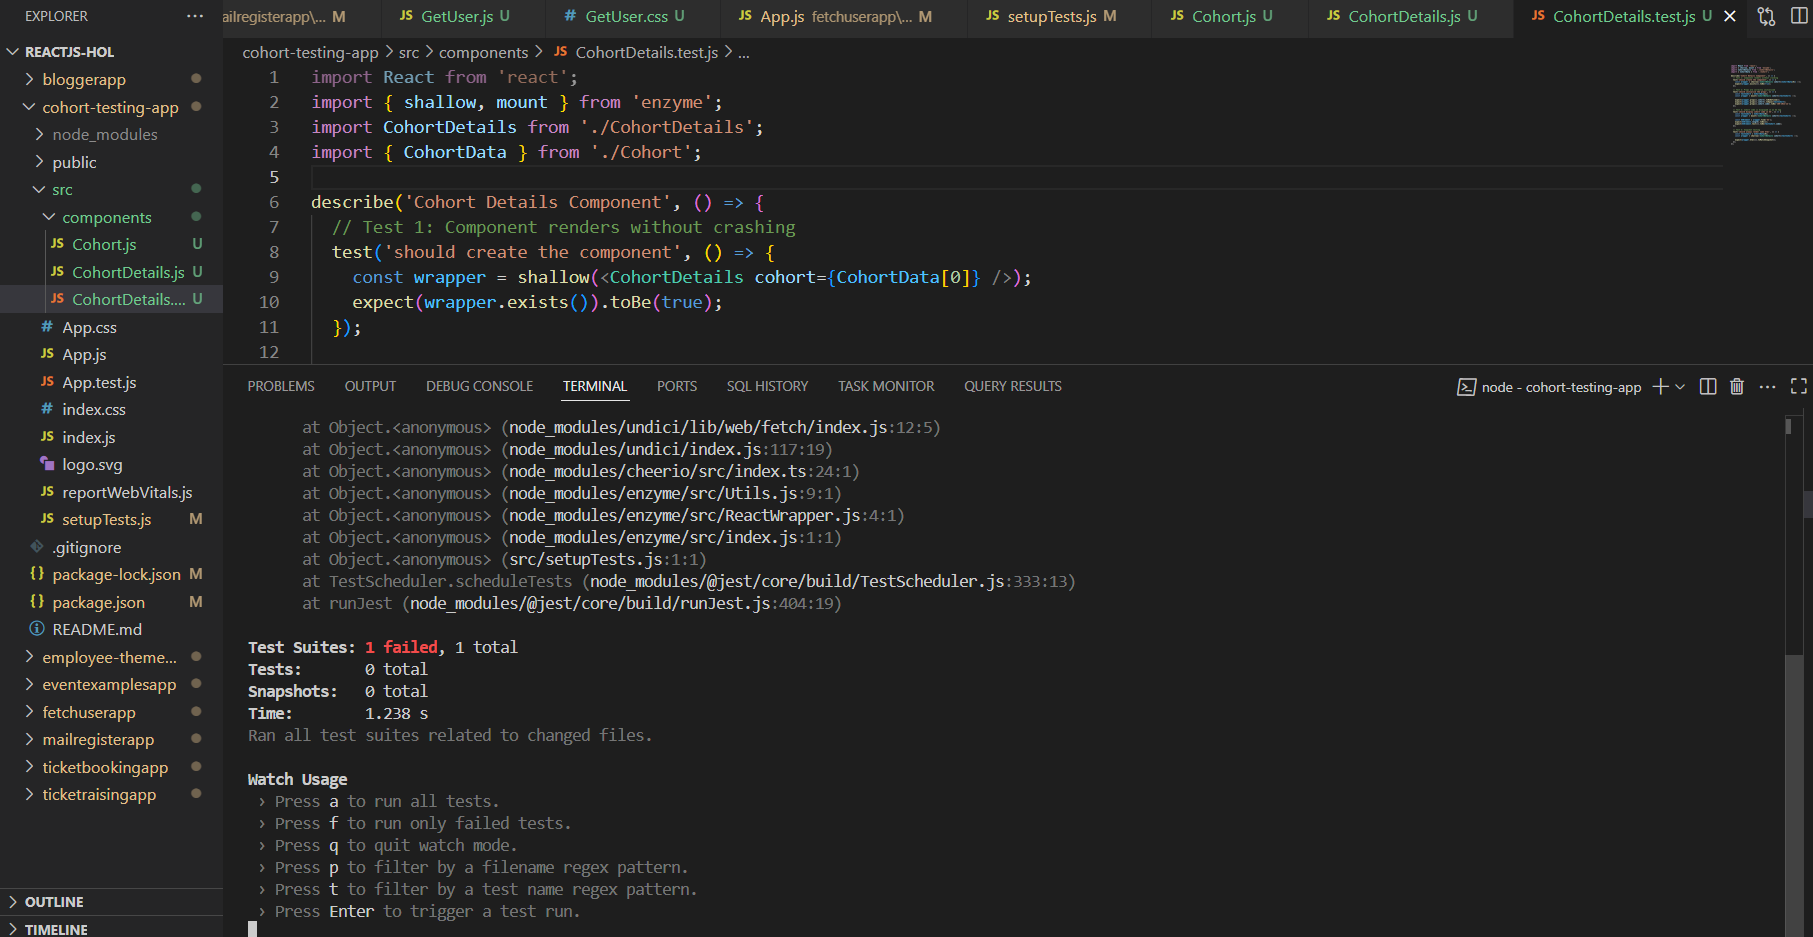 EXPLORER ...
ailregisterapp\... M
JS GetUser.js U
# GetUser.css U
JS App.js fetchuserapp\... M
JS setupTests.js M
JS Cohort.js U
JS CohortDetails.js U
JS CohortDetails.test.js U
REACTJS-HOL
bloggerapp
cohort-testing-app
node_modules
public
src
components
JS Cohort.js U
JS CohortDetails.js U
JS CohortDetails.... U
# App.css
JS App.js
JS App.test.js
# index.css
JS index.js
logo.svg
JS reportWebVitals.js
JS setupTests.js M
.gitignore
{} package-lock.json M
{} package.json M
README.md
employee-theme...
eventexamplesapp
fetchuserapp
mailregisterapp
ticketbookingapp
ticketraisingapp
OUTLINE
TIMELINE
cohort-testing-app > src > components > JS CohortDetails.test.js > ...
1 import React from 'react';
2 import { shallow, mount } from 'enzyme';
3 import CohortDetails from './CohortDetails';
4 import { CohortData } from './Cohort';
5
6 describe('Cohort Details Component', () => {
7 // Test 1: Component renders without crashing
8 test('should create the component', () => {
9 const wrapper = shallow(<CohortDetails cohort={CohortData[0]} />);
10 expect(wrapper.exists()).toBe(true);
11 });
12
PROBLEMS OUTPUT DEBUG CONSOLE TERMINAL PORTS SQL HISTORY TASK MONITOR QUERY RESULTS
node - cohort-testing-app
at Object.<anonymous> (node_modules/undici/lib/web/fetch/index.js:12:5)
at Object.<anonymous> (node_modules/undici/index.js:117:19)
at Object.<anonymous> (node_modules/cheerio/src/index.ts:24:1)
at Object.<anonymous> (node_modules/enzyme/src/Utils.js:9:1)
at Object.<anonymous> (node_modules/enzyme/src/ReactWrapper.js:4:1)
at Object.<anonymous> (node_modules/enzyme/src/index.js:1:1)
at Object.<anonymous> (src/setupTests.js:1:1)
at TestScheduler.scheduleTests (node_modules/@jest/core/build/TestScheduler.js:333:13)
at runJest (node_modules/@jest/core/build/runJest.js:404:19)
Test Suites: 1 failed, 1 total
Tests: 0 total
Snapshots: 0 total
Time: 1.238 s
Ran all test suites related to changed files.
Watch Usage
› Press a to run all tests.
› Press f to run only failed tests.
› Press q to quit watch mode.
› Press p to filter by a filename regex pattern.
› Press t to filter by a test name regex pattern.
› Press Enter to trigger a test run.